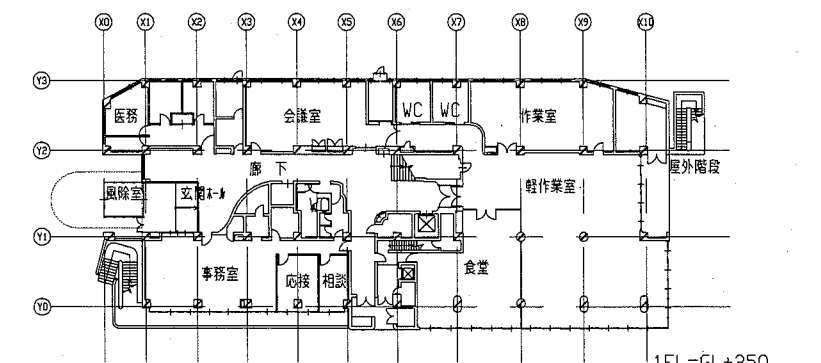 X0 X1 X2 X3 X4 X5 X6 X7 X8 X9 X10
Y3
医務 会議室 WC WC 作業室
Y2
廊下 屋外階段
風除室 玄関ホール 軽作業室
Y1
事務室 応接 相談 食堂
Y0
1FL=GL+350